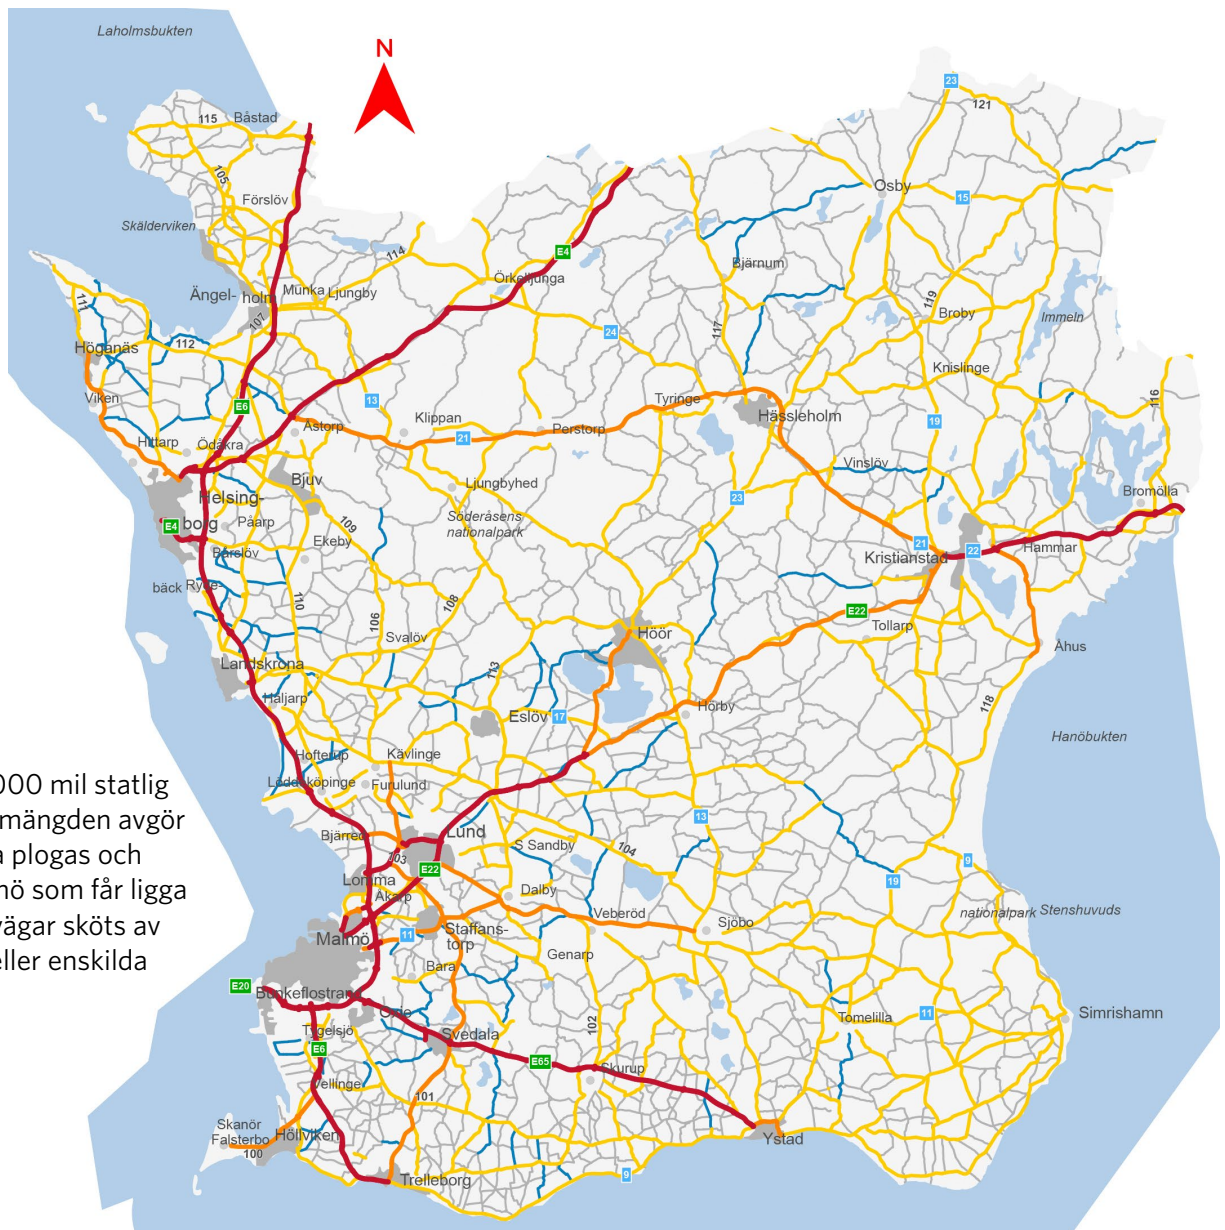 Laholmsbukten
N
23
121
115
Båstad
105
Förslöv
Osby
15
Skälderviken
114
E4
Bjärnum
Örkelljunga
Ängel-
holm
Munka Ljungby
111
107
119
117
Broby
Immeln
24
112
Höganäs
Knislinge
Viken
E6
13
Klippan
Tyringe
116
Hässleholm
Åstorp
21
Perstorp
19
Hittarp
Ödåkra
Vinslöv
Bjuv
Ljungbyhed
23
Bromölla
Helsing-
borg
E4
Påarp
109
Söderåsens
nationalpark
Ekeby
21
22
Hammar
Bårslöv
Kristianstad
bäck
Ryde-
110
106
108
E22
Tollarp
Svalöv
Höör
Åhus
Landskrona
113
118
Häljarp
Eslöv
17
Hörby
Hanöbukten
Hofterup
Kävlinge
000 mil statlig
Löddeköpinge
Furulund
mängden avgör
13
Bjärred
Lund
S Sandby
104
a plogas och
103
E22
9
Lomma
19
nö som får ligga
Åkarp
Dalby
Veberöd
Sjöbo
nationalpark
Stenshuvuds
vägar sköts av
Malmö
11
Staffans-
torp
Genarp
eller enskilda
Bara
E20
Bunkeflostrand
Oxie
Tygelsjö
Svedala
102
Tomelilla
11
Simrishamn
E6
E65
Skurup
Vellinge
101
Skanör
Falsterbo
100
Höllviken
Ystad
9
Trelleborg